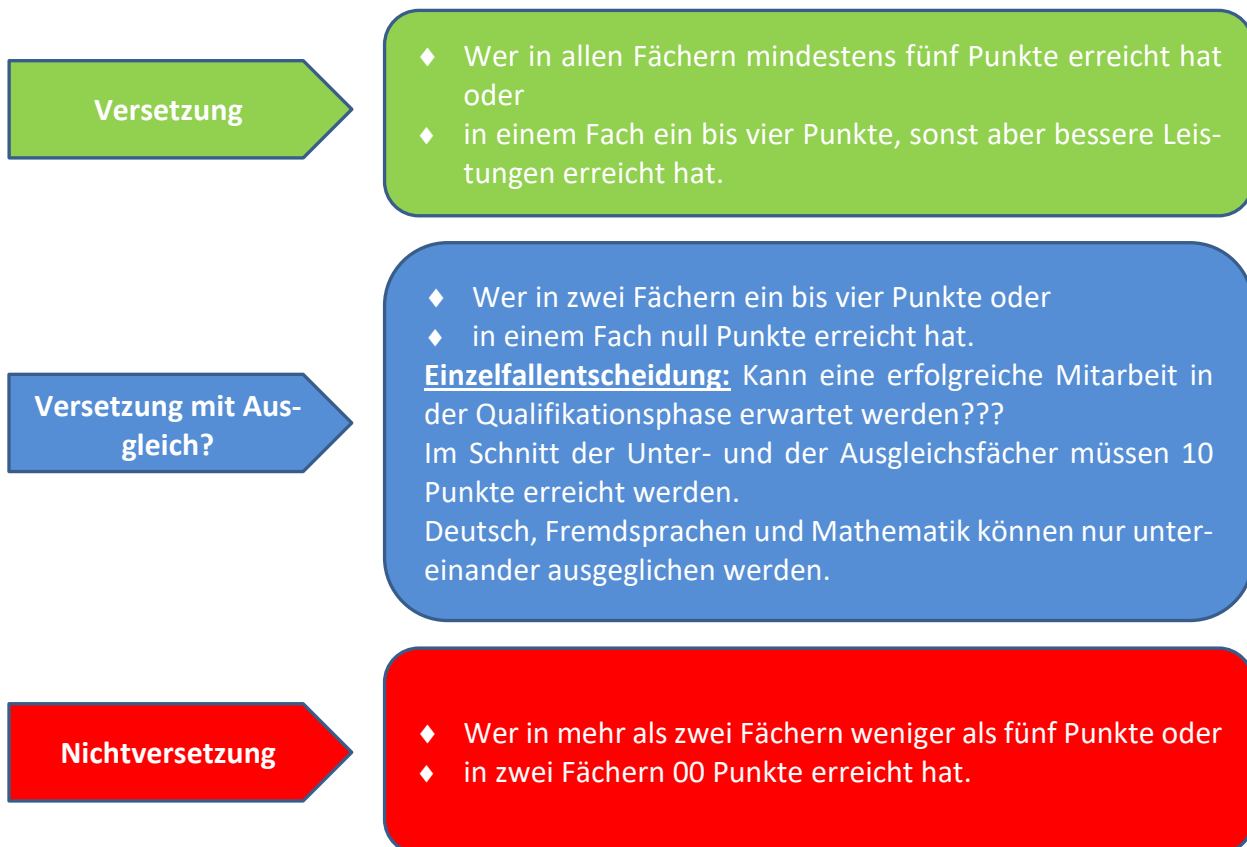 Versetzung
♦ Wer in allen Fächern mindestens fünf Punkte erreicht hat
oder
♦ in einem Fach ein bis vier Punkte, sonst aber bessere Leis-
tungen erreicht hat.
Versetzung mit Aus-
gleich?
♦ Wer in zwei Fächern ein bis vier Punkte oder
♦ in einem Fach null Punkte erreicht hat.
Einzelfallentscheidung: Kann eine erfolgreiche Mitarbeit in
der Qualifikationsphase erwartet werden???
Im Schnitt der Unter- und der Ausgleichsfächer müssen 10
Punkte erreicht werden.
Deutsch, Fremdsprachen und Mathematik können nur unter-
einander ausgeglichen werden.
Nichtversetzung
♦ Wer in mehr als zwei Fächern weniger als fünf Punkte oder
♦ in zwei Fächern 00 Punkte erreicht hat.